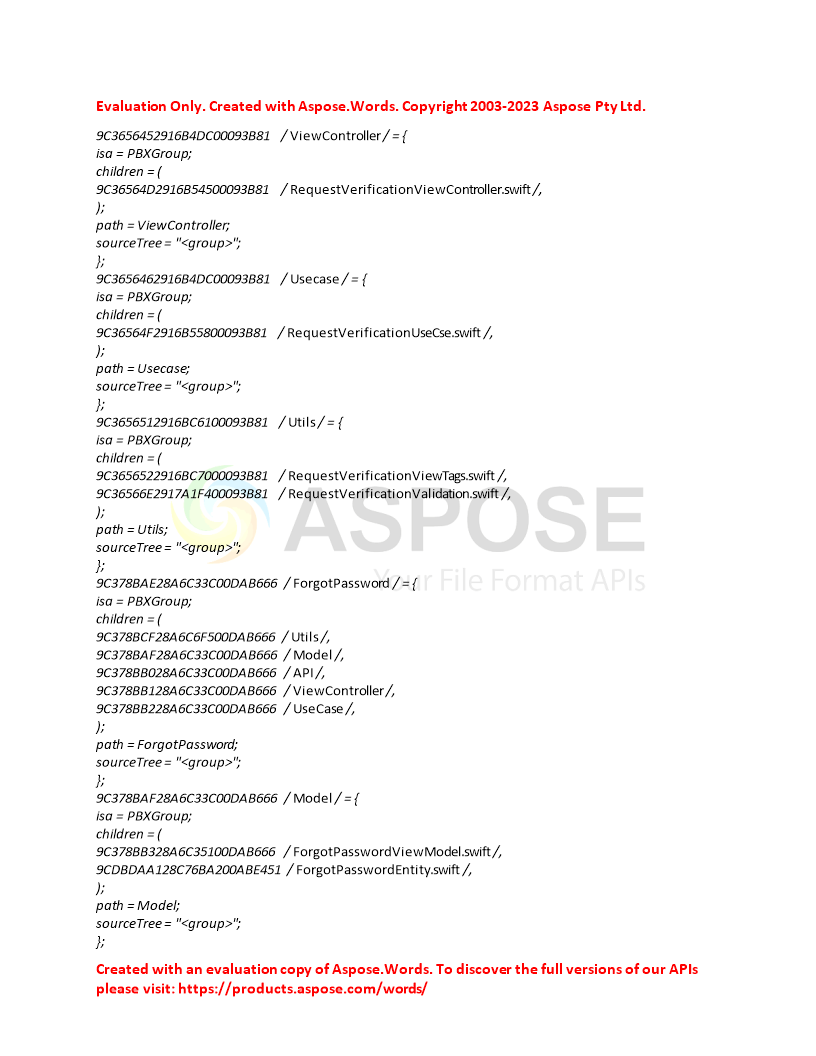 Evaluation Only. Created with Aspose.Words. Copyright 2003-2023 Aspose Pty Ltd.
9C3656452916B4DC00093B81 / ViewController / = {
isa = PBXGroup;
children = (
9C36564D2916B54500093B81 / RequestVerificationViewController.swift /,
);
path = ViewController;
sourceTree = "<group>";
};
9C3656462916B4DC00093B81 / Usecase / = {
isa = PBXGroup;
children = (
9C36564F2916B55800093B81 / RequestVerificationUseCse.swift /,
);
path = Usecase;
sourceTree = "<group>";
};
9C3656512916BC6100093B81 / Utils / = {
isa = PBXGroup;
children = (
9C3656522916BC7000093B81 / RequestVerificationViewTags.swift /,
9C36566E2917A1F400093B81 / RequestVerificationValidation.swift /,
);
path = Utils;
sourceTree = "<group>";
};
9C378BAE28A6C33C00DAB666 / ForgotPassword / = {
isa = PBXGroup;
children = (
9C378BCF28A6C6F500DAB666 / Utils /,
9C378BAF28A6C33C00DAB666 / Model /,
9C378BB028A6C33C00DAB666 / API /,
9C378BB128A6C33C00DAB666 / ViewController /,
9C378BB228A6C33C00DAB666 / UseCase /,
);
path = ForgotPassword;
sourceTree = "<group>";
};
9C378BAF28A6C33C00DAB666 / Model / = {
isa = PBXGroup;
children = (
9C378BB328A6C35100DAB666 / ForgotPasswordViewModel.swift /,
9CDBDAA128C76BA200ABE451 / ForgotPasswordEntity.swift /,
);
path = Model;
sourceTree = "<group>";
};
ASPOSE
Your File Format APIs
Created with an evaluation copy of Aspose.Words. To discover the full versions of our APIs
please visit: https://products.aspose.com/words/